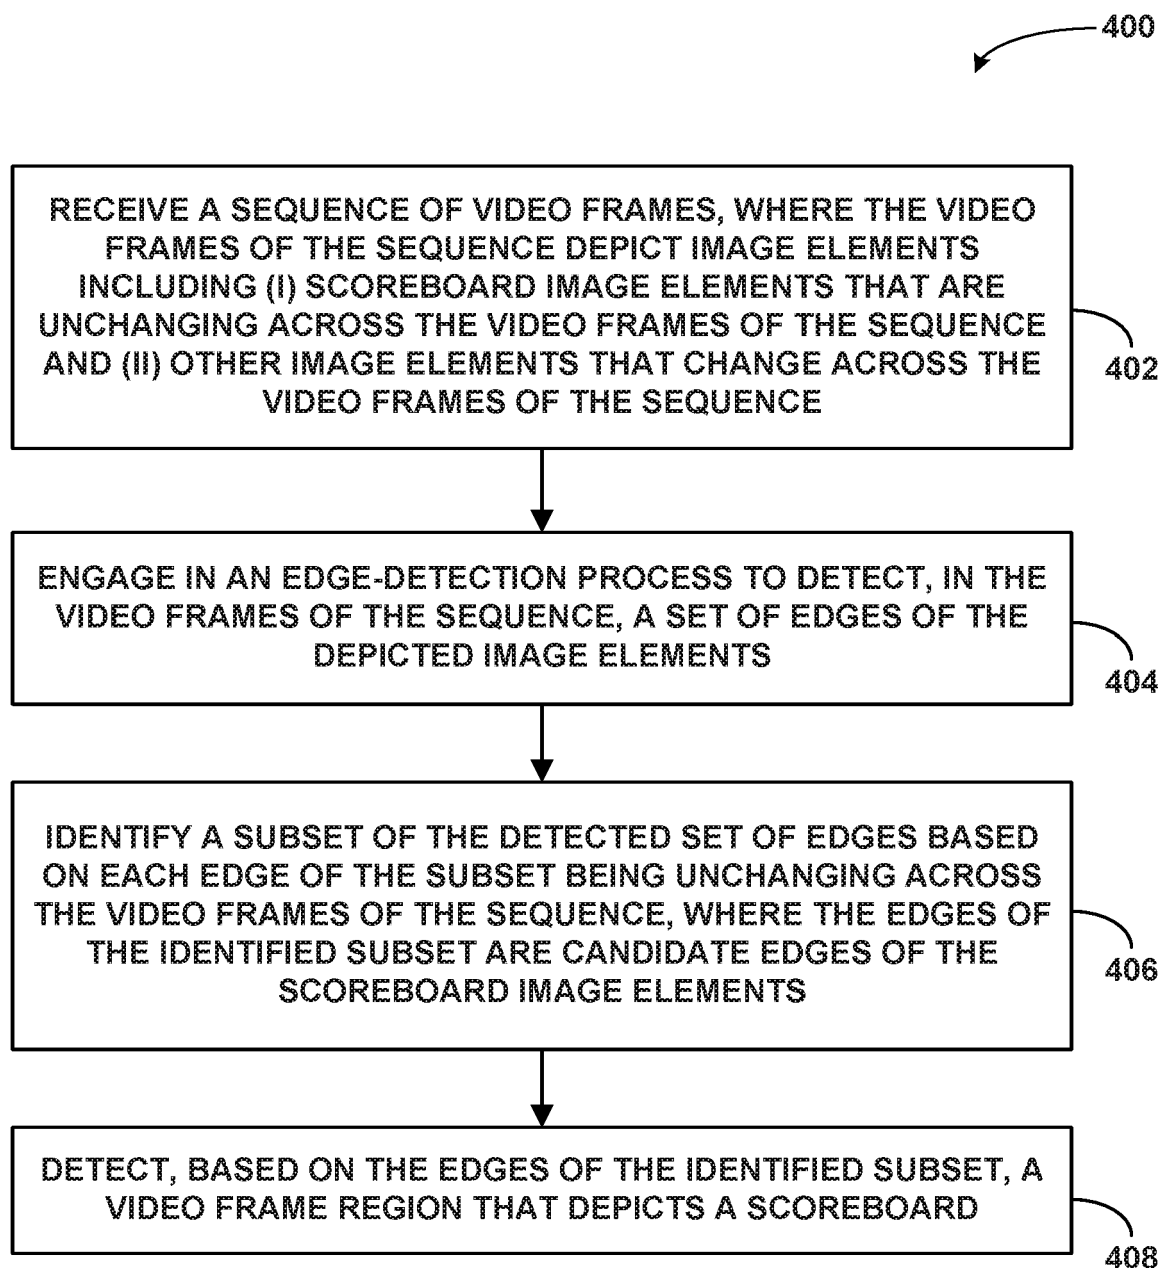 400
RECEIVE A SEQUENCE OF VIDEO FRAMES, WHERE THE VIDEO
FRAMES OF THE SEQUENCE DEPICT IMAGE ELEMENTS
INCLUDING (I) SCOREBOARD IMAGE ELEMENTS THAT ARE
UNCHANGING ACROSS THE VIDEO FRAMES OF THE SEQUENCE
AND (II) OTHER IMAGE ELEMENTS THAT CHANGE ACROSS THE
VIDEO FRAMES OF THE SEQUENCE
402
ENGAGE IN AN EDGE-DETECTION PROCESS TO DETECT, IN THE
VIDEO FRAMES OF THE SEQUENCE, A SET OF EDGES OF THE
DEPICTED IMAGE ELEMENTS
404
IDENTIFY A SUBSET OF THE DETECTED SET OF EDGES BASED
ON EACH EDGE OF THE SUBSET BEING UNCHANGING ACROSS
THE VIDEO FRAMES OF THE SEQUENCE, WHERE THE EDGES OF
THE IDENTIFIED SUBSET ARE CANDIDATE EDGES OF THE
SCOREBOARD IMAGE ELEMENTS
406
DETECT, BASED ON THE EDGES OF THE IDENTIFIED SUBSET, A
VIDEO FRAME REGION THAT DEPICTS A SCOREBOARD
408